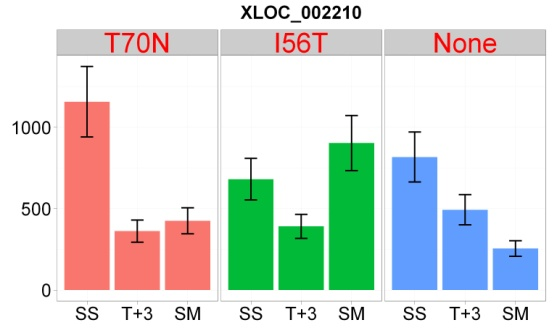 XLOC_002210
T70N I56T None
1000
500
0
SS T+3 SM SS T+3 SM SS T+3 SM